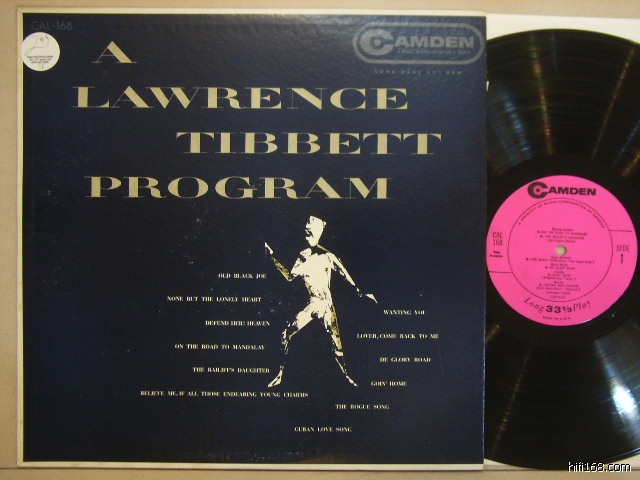 CAL-168
CAMDEN
A
LAWRENCE
TIBBETT
PROGRAM
OLD BLACK JOE
NONE BUT THE LONELY HEART
WANTING YOU
DEFEND HER! HEAVEN
LOVER, COME BACK TO ME
ON THE ROAD TO MANDALAY
DE GLORY ROAD
THE BAILIFF'S DAUGHTER
GOIN' HOME
BELIEVE ME, IF ALL THOSE ENDEARING YOUNG CHARMS
THE ROGUE SONG
CUBAN LOVE SONG
CAMDEN
CAL
168
SIDE
1
Long 33⅓ Play
hifi168.com